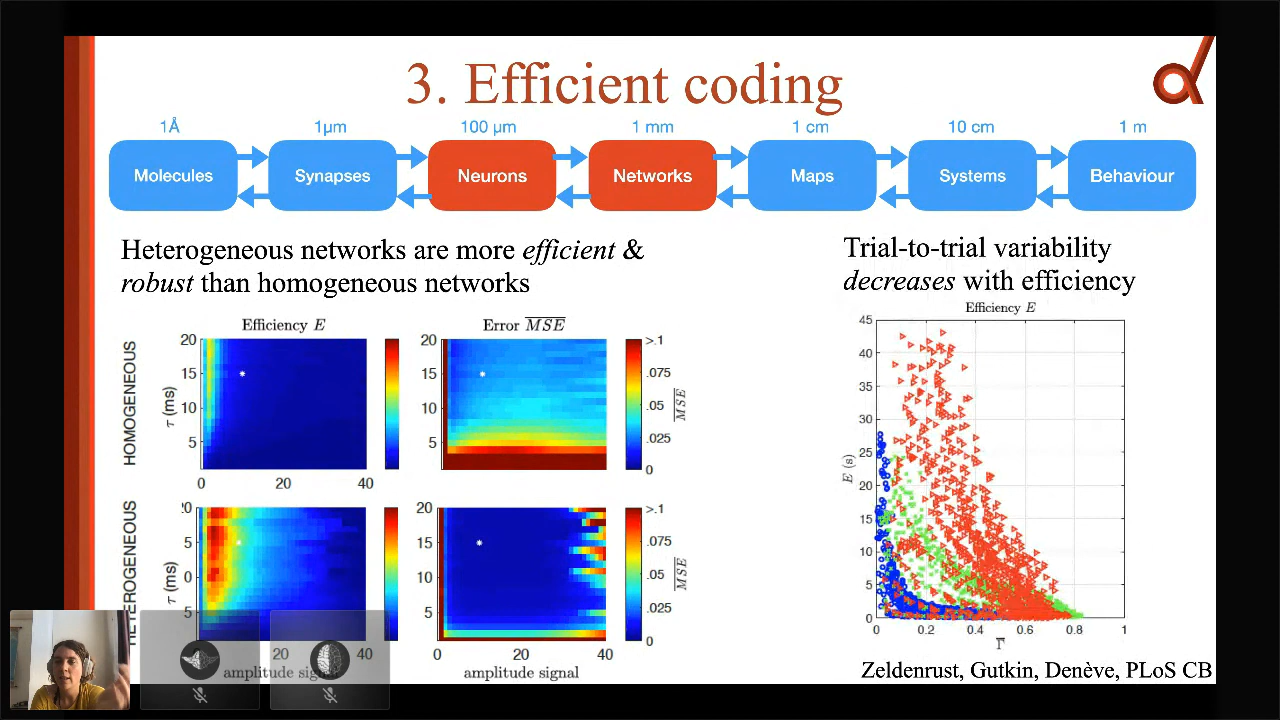 3. Efficient coding
1Å
1µm
100 µm
1 mm
1 cm
10 cm
1 m
Molecules
Synapses
Neurons
Networks
Maps
Systems
Behaviour
Heterogeneous networks are more efficient &
robust than homogeneous networks
Trial-to-trial variability
decreases with efficiency
Efficiency E
Error MSE
HOMOGENEOUS
τ (ms)
20
15
10
5
0
20
40
20
15
10
5
>.1
.075
.05
.025
0
MSE
HETEROGENEOUS
τ (ms)
20
5
0
5
20
40
amplitude signal
20
15
10
5
0
20
40
amplitude signal
>.1
.075
.05
.025
0
MSE
Efficiency E
E (s)
45
40
35
30
25
20
15
10
5
0
0
0.2
0.4
0.6
0.8
1
Γ
Zeldenrust, Gutkin, Denève, PLoS CB